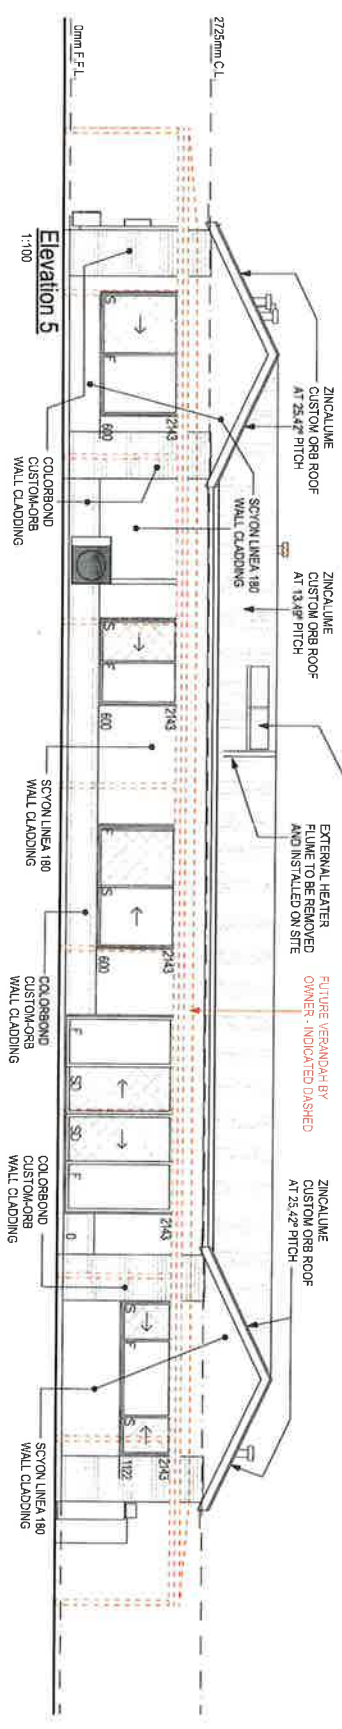 ZINCALUME
CUSTOM ORB ROOF
AT 25.42° PITCH
ZINCALUME
CUSTOM ORB ROOF
AT 13.49° PITCH
EXTERNAL HEATER
FLUME TO BE REMOVED
AND INSTALLED ON SITE
FUTURE VERANDAH BY
OWNER - INDICATED DASHED
ZINCALUME
CUSTOM ORB ROOF
AT 25.42° PITCH
2725mm C.L.
SCYON LINEA 180
WALL CLADDING
2143
2143
2143
2143
2143
S
F
S
F
F
S
F
SD
SD
F
S
F
S
600
600
600
0
1122
0mm F.F.L.
Elevation 5
1:100
COLORBOND
CUSTOM-ORB
WALL CLADDING
SCYON LINEA 180
WALL CLADDING
COLORBOND
CUSTOM-ORB
WALL CLADDING
COLORBOND
CUSTOM-ORB
WALL CLADDING
SCYON LINEA 180
WALL CLADDING